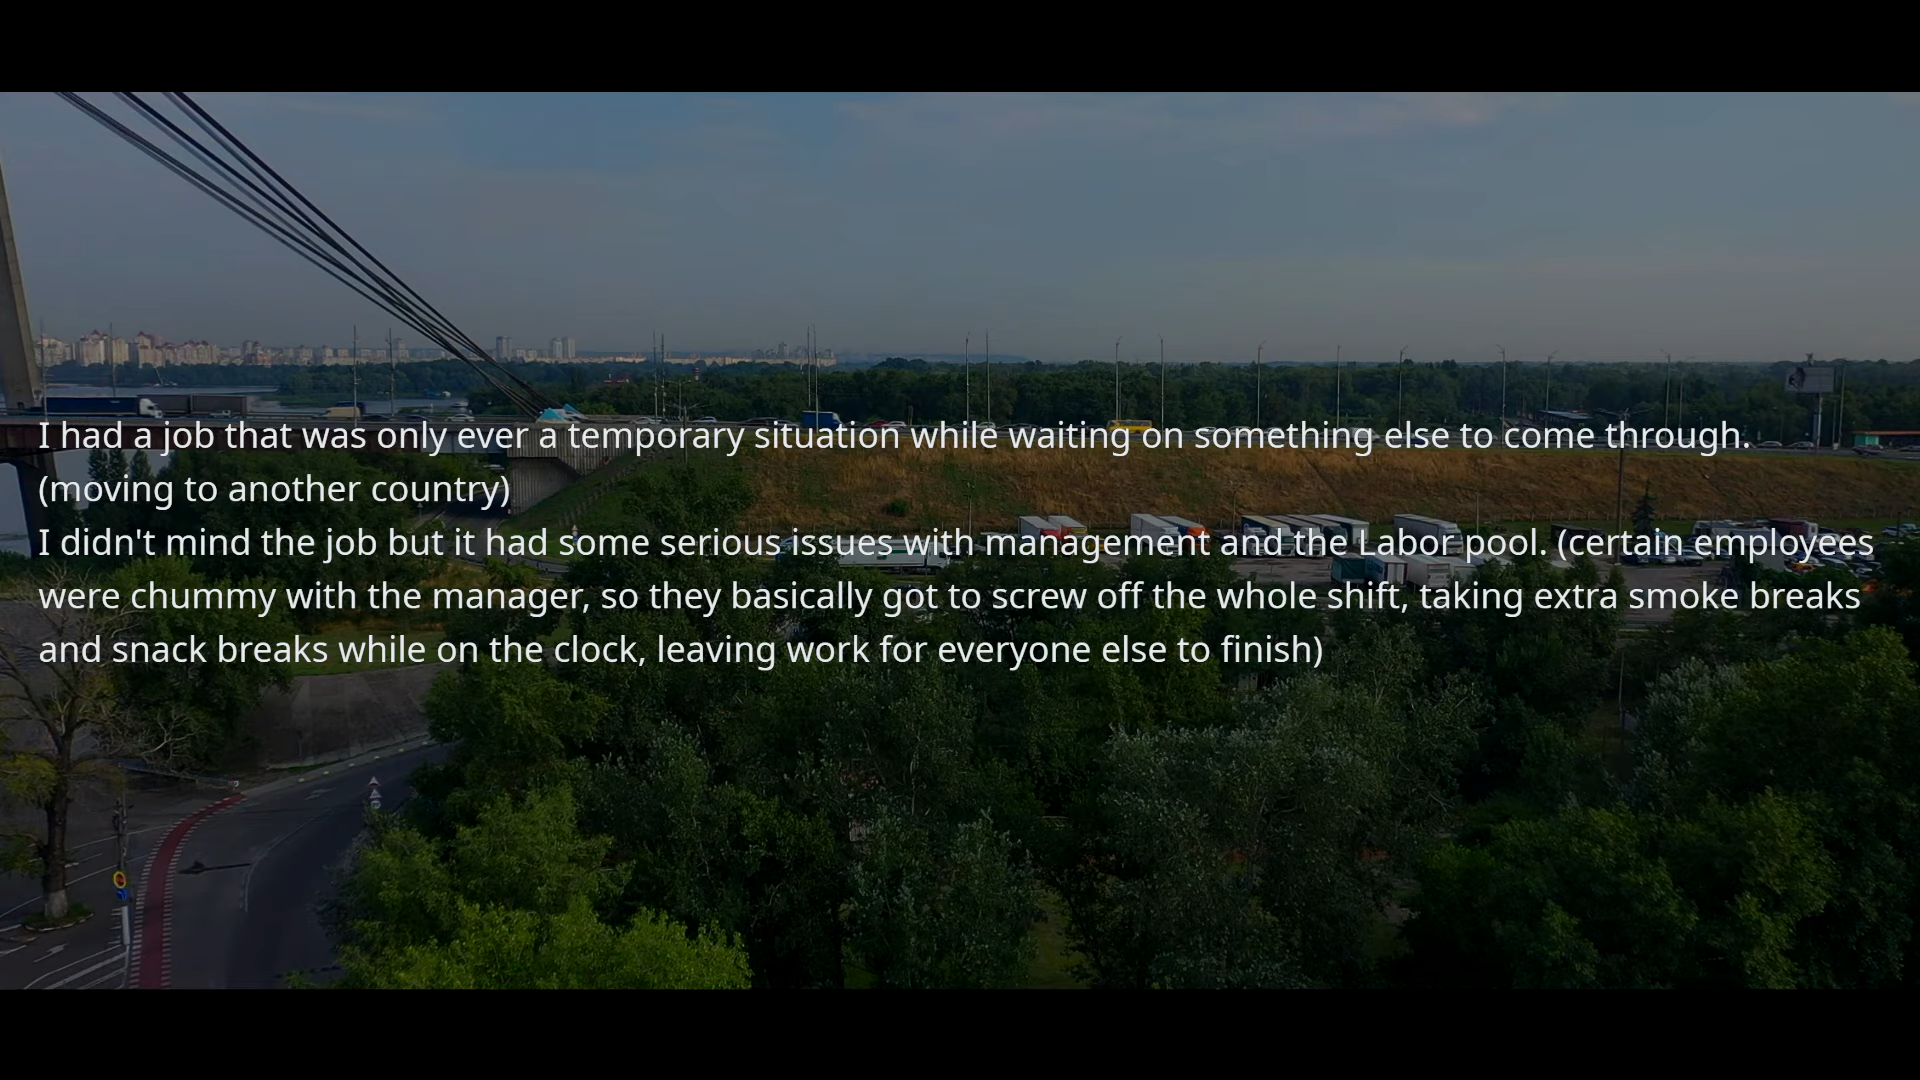 I had a job that was only ever a temporary situation while waiting on something else to come through.
(moving to another country)
I didn't mind the job but it had some serious issues with management and the Labor pool. (certain employees
were chummy with the manager, so they basically got to screw off the whole shift, taking extra smoke breaks
and snack breaks while on the clock, leaving work for everyone else to finish)